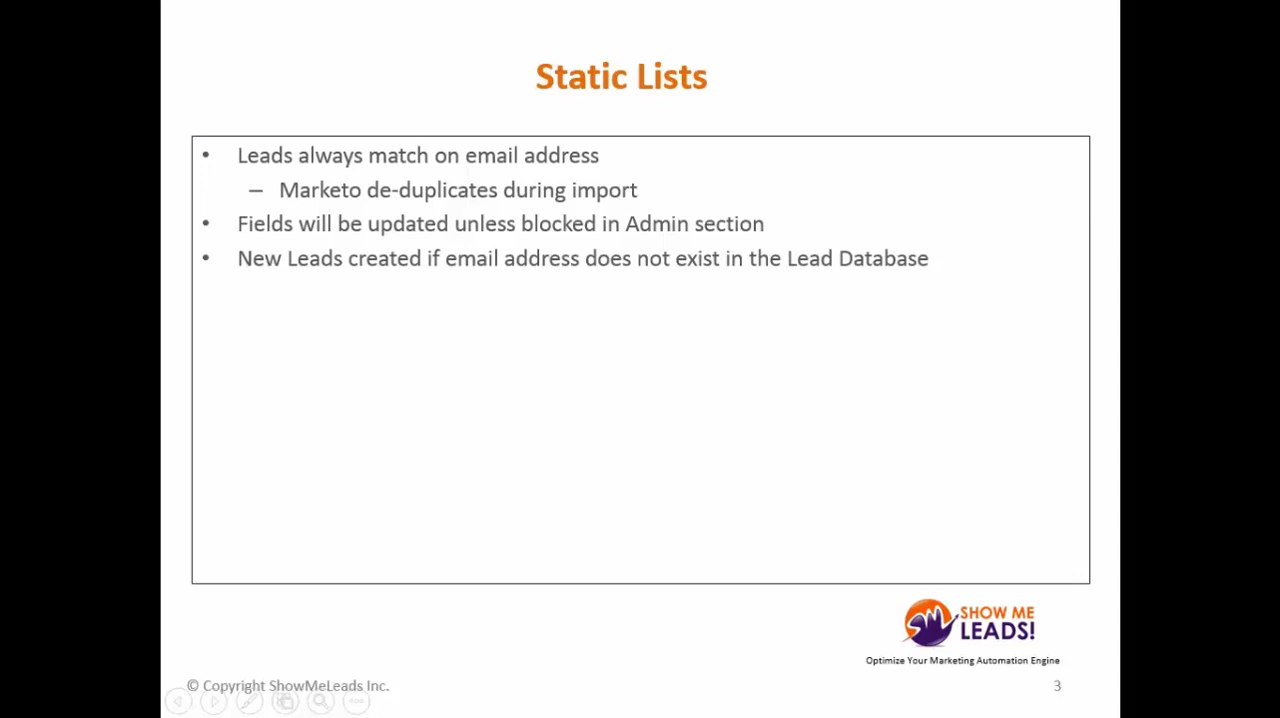 Static Lists
• Leads always match on email address
– Marketo de-duplicates during import
• Fields will be updated unless blocked in Admin section
• New Leads created if email address does not exist in the Lead Database
SM SHOW ME
LEADS!
Optimize Your Marketing Automation Engine
© Copyright ShowMeLeads Inc.
3